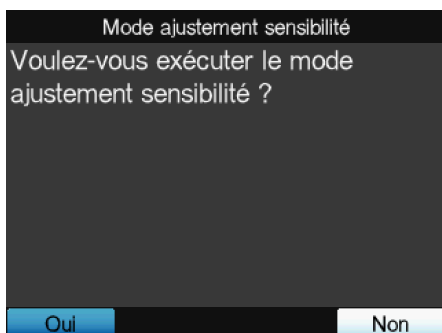 Mode ajustement sensibilité
Voulez-vous exécuter le mode
ajustement sensibilité ?
Oui
Non